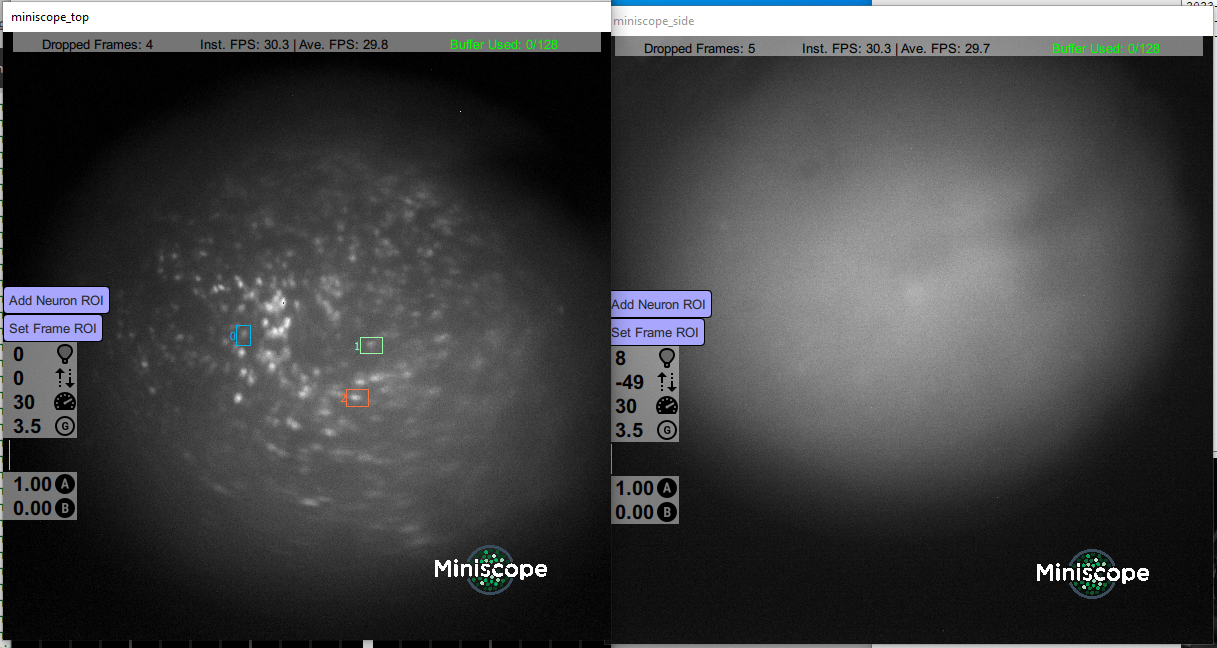 miniscope_top
Dropped Frames: 4 Inst. FPS: 30.3 | Ave. FPS: 29.8 Buffer Used: 0/128
Add Neuron ROI
Set Frame ROI
0
0
30
3.5 G
1.00 A
0.00 B
0
1
2
Miniscope
miniscope_side
Dropped Frames: 5 Inst. FPS: 30.3 | Ave. FPS: 29.7 Buffer Used: 0/128
Add Neuron ROI
Set Frame ROI
8
-49
30
3.5 G
1.00 A
0.00 B
Miniscope